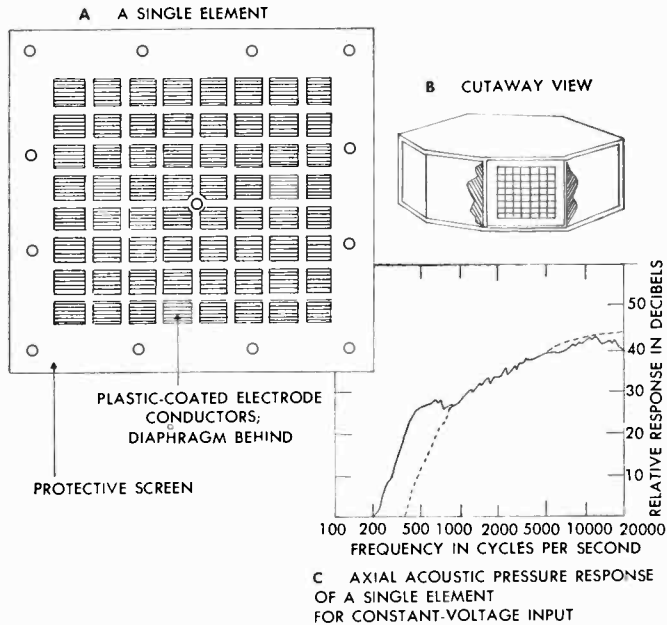 A A SINGLE ELEMENT
B CUTAWAY VIEW
PLASTIC-COATED ELECTRODE
CONDUCTORS;
DIAPHRAGM BEHIND
PROTECTIVE SCREEN
50
40
30
20
10
RELATIVE RESPONSE IN DECIBELS
100 200 500 1000 2000 5000 10000 20000
FREQUENCY IN CYCLES PER SECOND
C AXIAL ACOUSTIC PRESSURE RESPONSE
OF A SINGLE ELEMENT
FOR CONSTANT-VOLTAGE INPUT